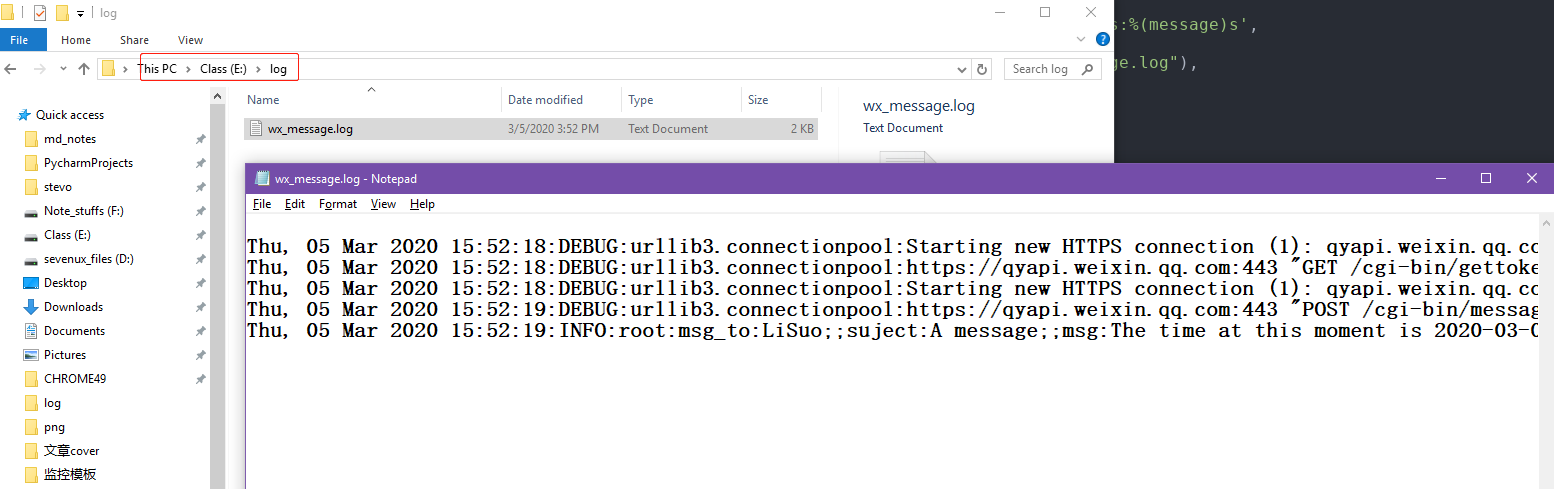 log
s:%(message)s',
File Home Share View
ge.log"),
This PC Class (E:) log
Search log
Name Date modified Type Size
wx_message.log 3/5/2020 3:52 PM Text Document 2 KB
wx_message.log
Text Document
Quick access
md_notes
PycharmProjects
stevo
Note_stuffs (F:)
Class (E:)
sevenux_files (D:)
Desktop
Downloads
Documents
Pictures
CHROME49
log
png
文章cover
监控模板
wx_message.log - Notepad
File Edit Format View Help
Thu, 05 Mar 2020 15:52:18:DEBUG:urllib3.connectionpool:Starting new HTTPS connection (1): qyapi.weixin.qq.co
Thu, 05 Mar 2020 15:52:18:DEBUG:urllib3.connectionpool:https://qyapi.weixin.qq.com:443 "GET /cgi-bin/gettoke
Thu, 05 Mar 2020 15:52:18:DEBUG:urllib3.connectionpool:Starting new HTTPS connection (1): qyapi.weixin.qq.co
Thu, 05 Mar 2020 15:52:19:DEBUG:urllib3.connectionpool:https://qyapi.weixin.qq.com:443 "POST /cgi-bin/messag
Thu, 05 Mar 2020 15:52:19:INFO:root:msg_to:LiSuo;;suject:A message;;msg:The time at this moment is 2020-03-0